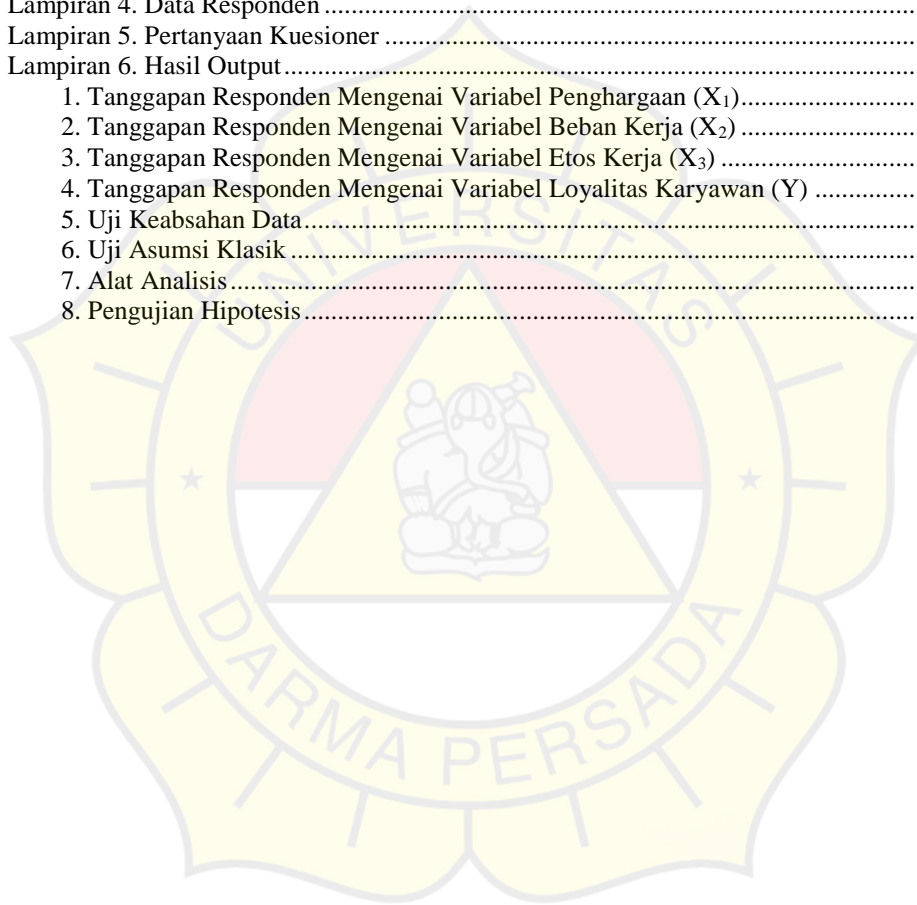 Lampiran 4. Data Responden ........................................................................................
Lampiran 5. Pertanyaan Kuesioner ................................................................................
Lampiran 6. Hasil Output ...............................................................................................
1. Tanggapan Responden Mengenai Variabel Penghargaan (X₁)..........................
2. Tanggapan Responden Mengenai Variabel Beban Kerja (X₂) ..........................
3. Tanggapan Responden Mengenai Variabel Etos Kerja (X₃) .............................
4. Tanggapan Responden Mengenai Variabel Loyalitas Karyawan (Y) ...............
5. Uji Keabsahan Data...........................................................................................
6. Uji Asumsi Klasik .............................................................................................
7. Alat Analisis ......................................................................................................
8. Pengujian Hipotesis ...........................................................................................
UNIVERSITAS
DARMA PERSADA